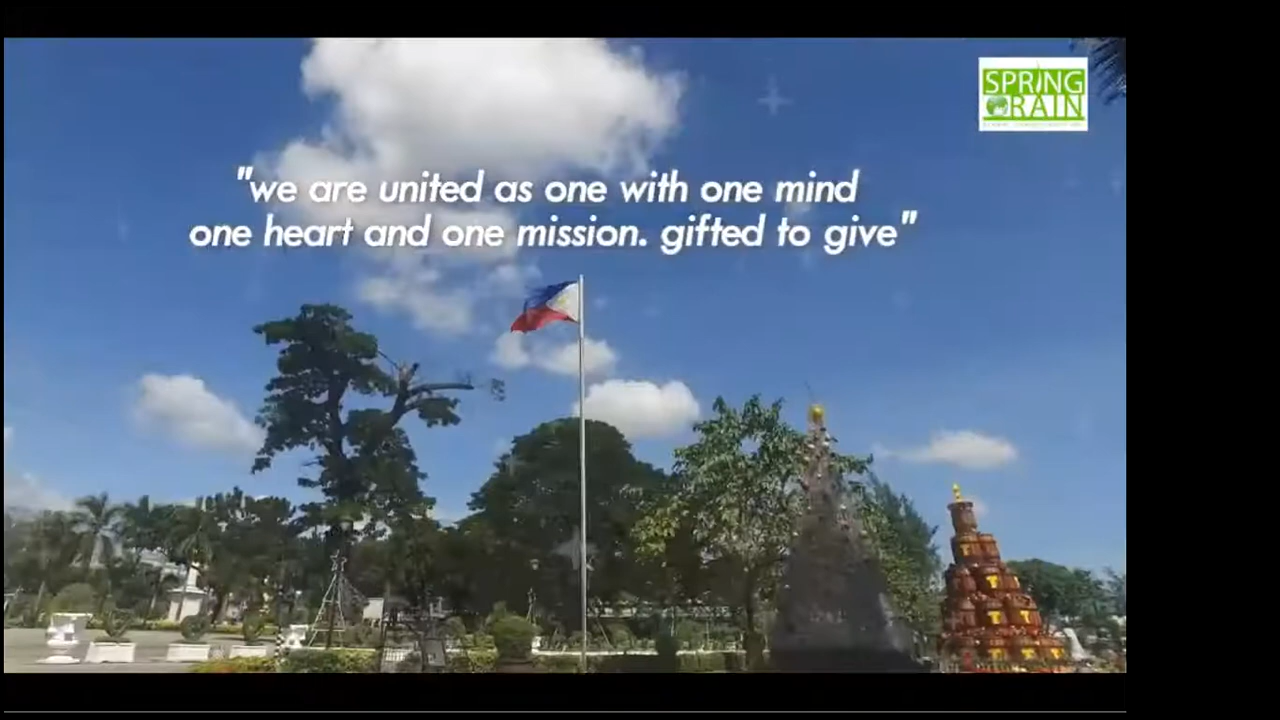 "we are united as one with one mind
one heart and one mission. gifted to give"
SPRING
RAIN